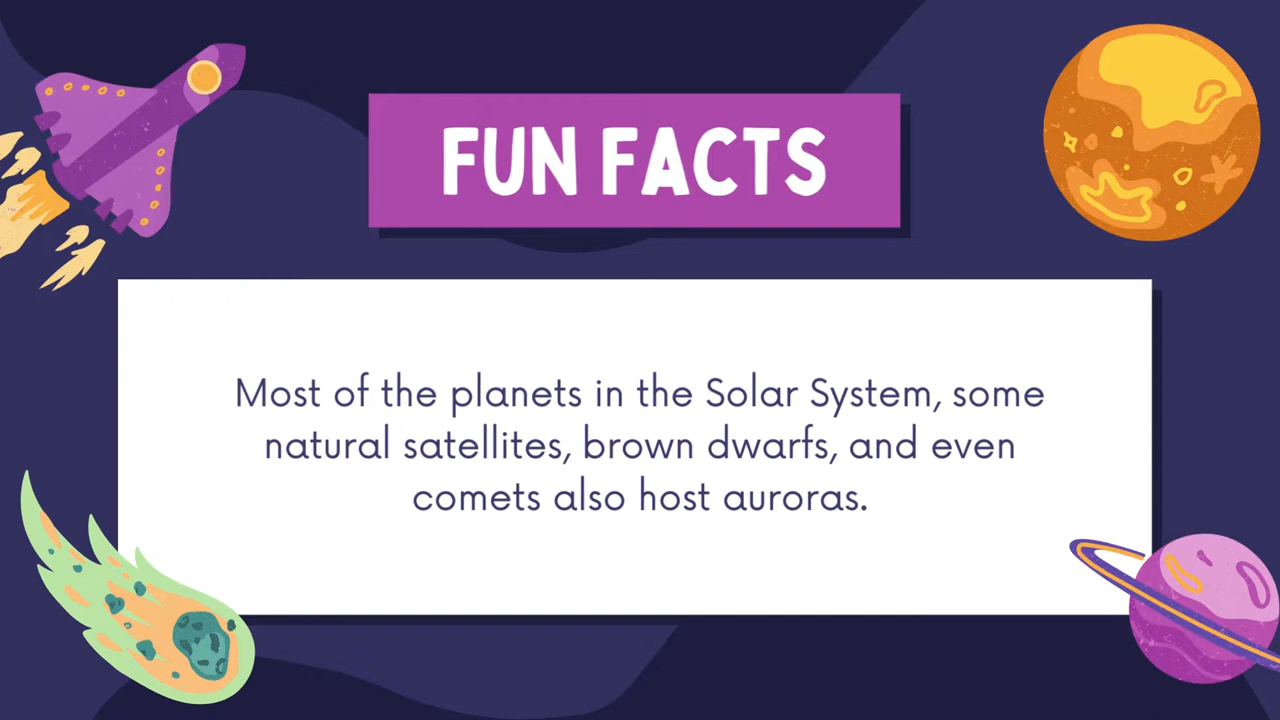 FUN FACTS
Most of the planets in the Solar System, some
natural satellites, brown dwarfs, and even
comets also host auroras.